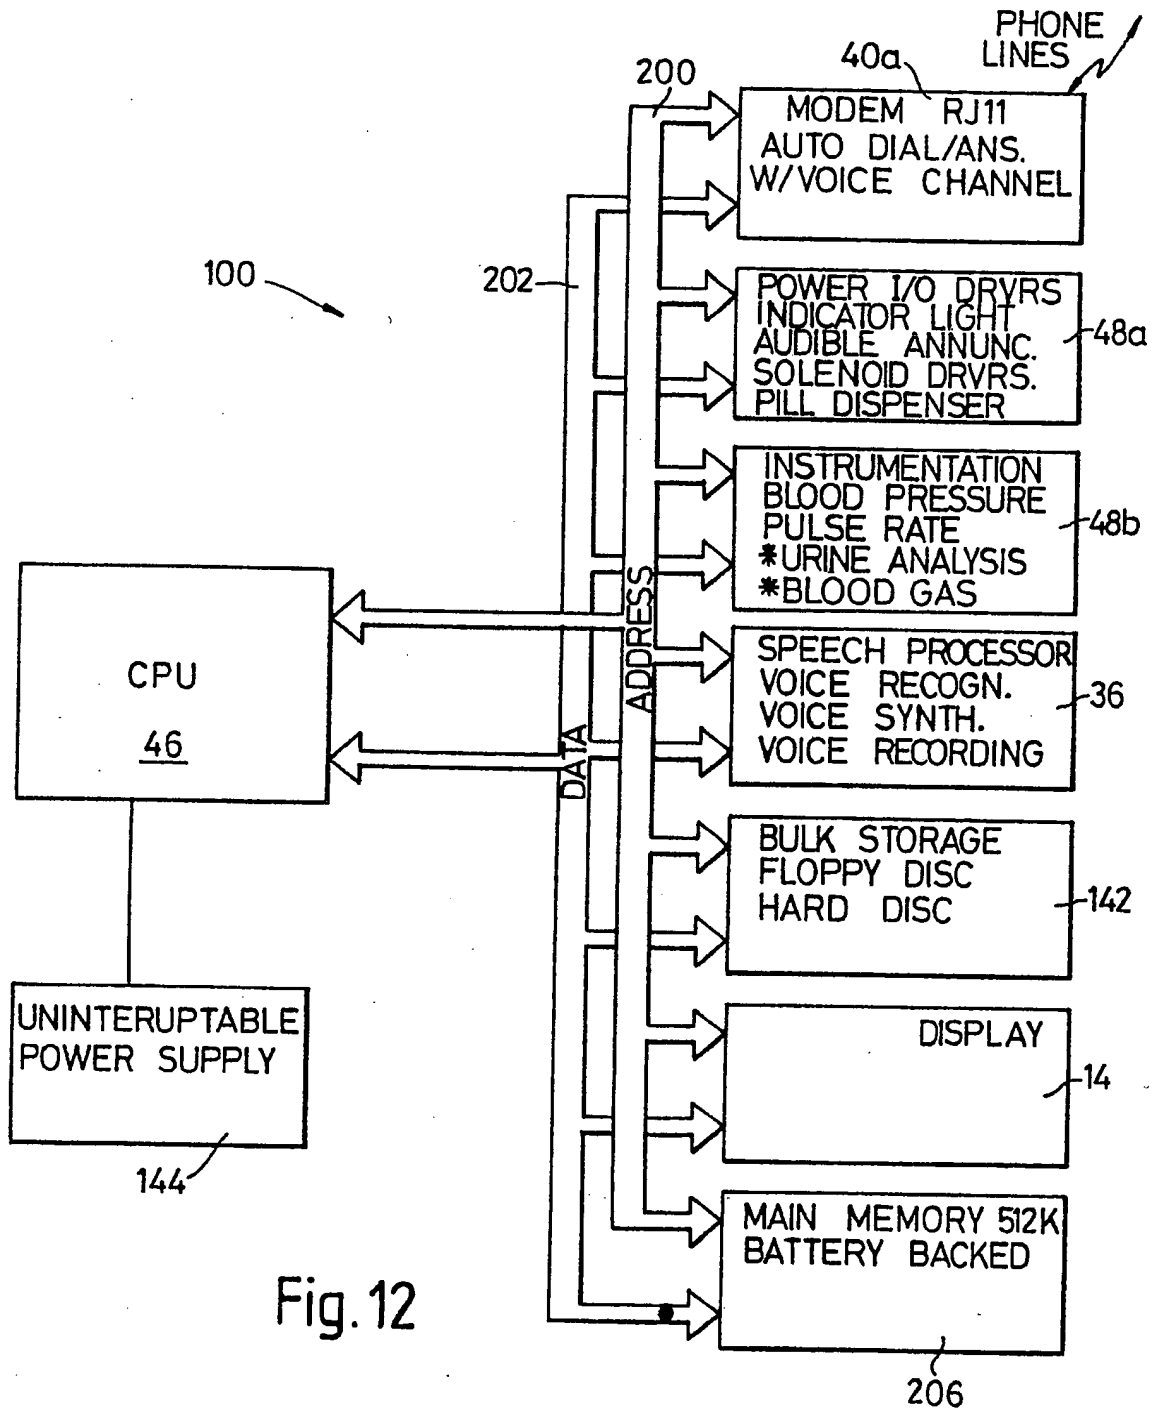 PHONE
LINES
40a
200
MODEM RJ11
AUTO DIAL/ANS.
W/VOICE CHANNEL
100
202
POWER I/O DRVRS
INDICATOR LIGHT
AUDIBLE ANNUNC.
SOLENOID DRVRS.
PILL DISPENSER
48a
INSTRUMENTATION
BLOOD PRESSURE
PULSE RATE
*URINE ANALYSIS
*BLOOD GAS
48b
ADDRESS
CPU
46
SPEECH PROCESSOR
VOICE RECOGN.
VOICE SYNTH.
VOICE RECORDING
36
DATA
BULK STORAGE
FLOPPY DISC
HARD DISC
142
UNINTERUPTABLE
POWER SUPPLY
144
DISPLAY
14
MAIN MEMORY 512K
BATTERY BACKED
206
Fig. 12